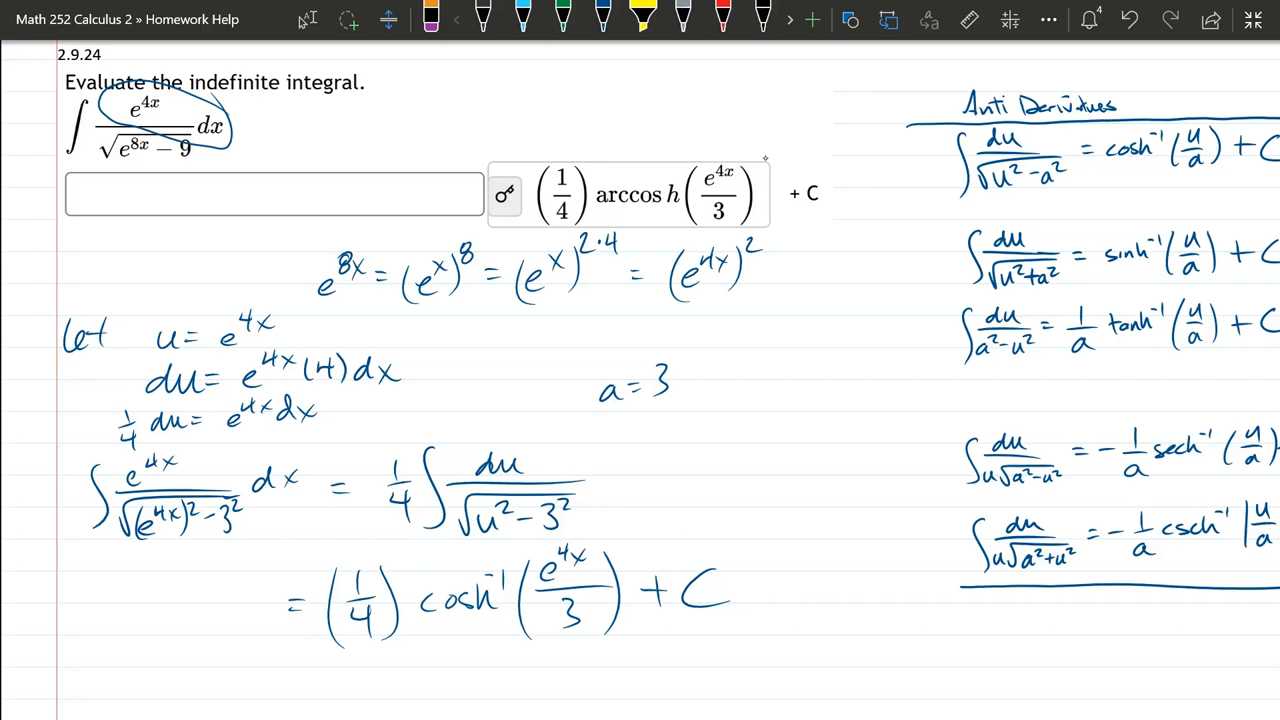 Math 252 Calculus 2 » Homework Help
4
2.9.24
Evaluate the indefinite integral.
∫ e^{4x} / √(e^{8x} − 9) dx
(1/4) arccos h(e^{4x}/3) + C
e^{8x} = (e^x)^8 = (e^x)^{2·4} = (e^{4x})^2
let u = e^{4x}
du = e^{4x}(4)dx
a = 3
1/4 du = e^{4x}dx
∫ e^{4x} / √((e^{4x})^2 − 3^2) dx = 1/4 ∫ du / √(u^2 − 3^2)
= (1/4) cosh^{-1}(e^{4x}/3) + C
Anti Derivatives
∫ du / √(u^2 − a^2) = cosh^{-1}(u/a) + C
∫ du / √(u^2 + a^2) = sinh^{-1}(u/a) + C
∫ du / (a^2 − u^2) = 1/a tanh^{-1}(u/a) + C
∫ du / (u√(a^2 − u^2)) = −1/a sech^{-1}(u/a)
∫ du / (u√(a^2 + u^2)) = −1/a csch^{-1}|u/a